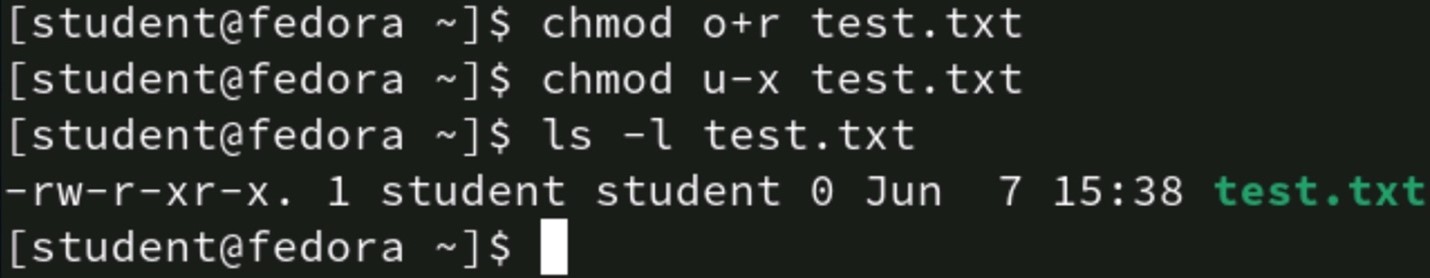 [student@fedora ~]$ chmod o+r test.txt
[student@fedora ~]$ chmod u-x test.txt
[student@fedora ~]$ ls -l test.txt
-rw-r-xr-x. 1 student student 0 Jun  7 15:38 test.txt
[student@fedora ~]$